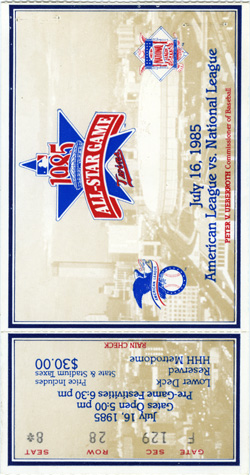 1985
ALL-STAR GAME
Twins
July 16, 1985
American League vs. National League
PETER V. UEBERROTH Commissioner of Baseball
RAIN CHECK
July 16, 1985
Gates Open 5:00 pm
Pre-Game Festivities 6:30 pm
Lower Deck
Reserved
HHH Metrodome
Price Includes
State & Stadium Taxes
$30.00
GATE SEC ROW SEAT
F 129 28 8